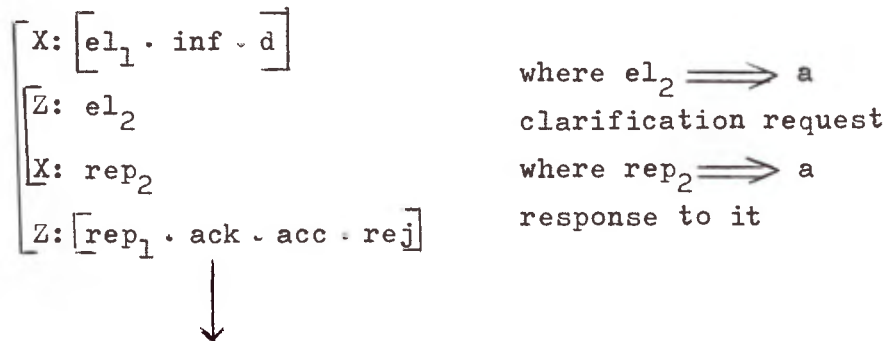 X: [el₁ . inf . d]
Z: el₂
X: rep₂
Z: [rep₁ . ack . acc . rej]
where el₂ ⟹ a
clarification request
where rep₂ ⟹ a
response to it